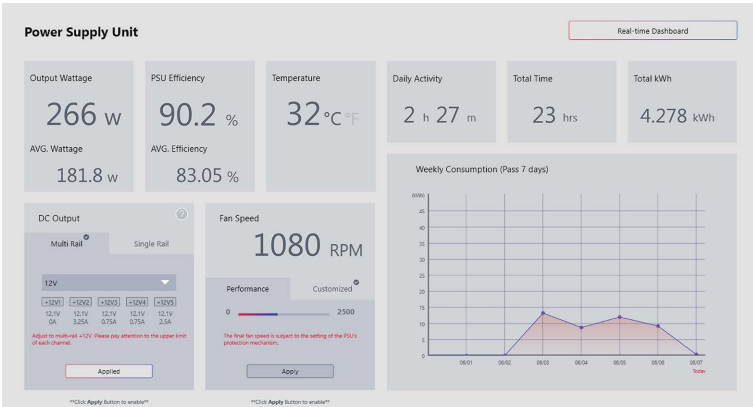 Power Supply Unit
Real-time Dashboard
Output Wattage
266 W
AVG. Wattage
181.8 W
PSU Efficiency
90.2 %
AVG. Efficiency
83.05 %
Temperature
32 °C °F
Daily Activity
2 h 27 m
Total Time
23 hrs
Total kWh
4.278 kWh
DC Output
?
Multi Rail
Single Rail
12V
+12V1 +12V2 +12V3 +12V4 +12V5
12.1V 12.1V 12.1V 12.1V 12.1V
0A 3.25A 0.75A 0.75A 2.5A
Adjust to multi-rail +12V. Please pay attention to the upper limit
of each channel.
Applied
**Click Apply Button to enable**
Fan Speed
1080 RPM
Performance
Customized
0 2500
The final fan speed is subject to the setting of the PSU's
protection mechanism.
Apply
**Click Apply Button to enable**
Weekly Consumption (Pass 7 days)
45
40
35
30
25
20
15
10
5
0
06/01 06/02 06/03 06/04 06/05 06/06 06/07
Today